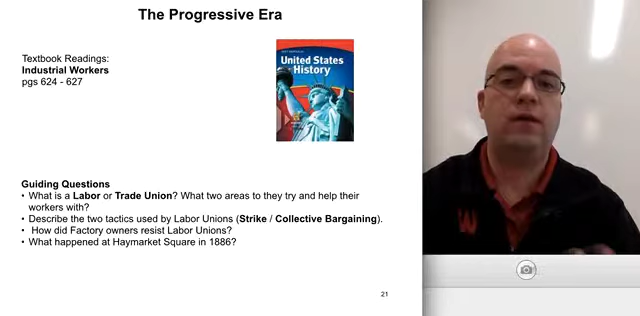 The Progressive Era
Textbook Readings:
Industrial Workers
pgs 624 - 627
United States
History
Guiding Questions
• What is a Labor or Trade Union? What two areas to they try and help their
workers with?
• Describe the two tactics used by Labor Unions (Strike / Collective Bargaining).
• How did Factory owners resist Labor Unions?
• What happened at Haymarket Square in 1886?
W
21